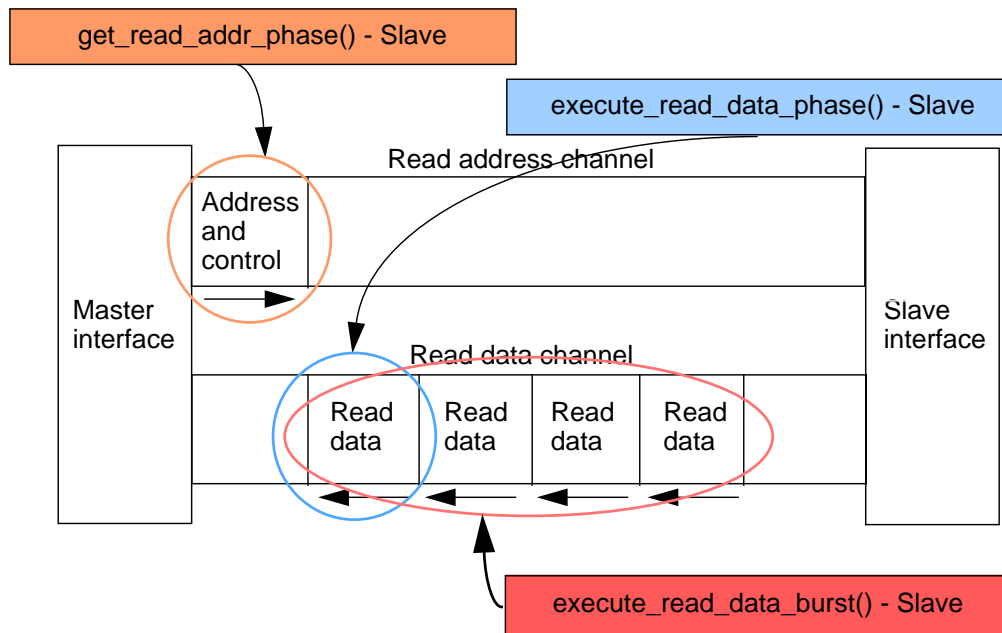 get_read_addr_phase() - Slave
execute_read_data_phase() - Slave
Read address channel
Address
and
control
Master
interface
Slave
interface
Read data channel
Read
data
Read
data
Read
data
Read
data
execute_read_data_burst() - Slave